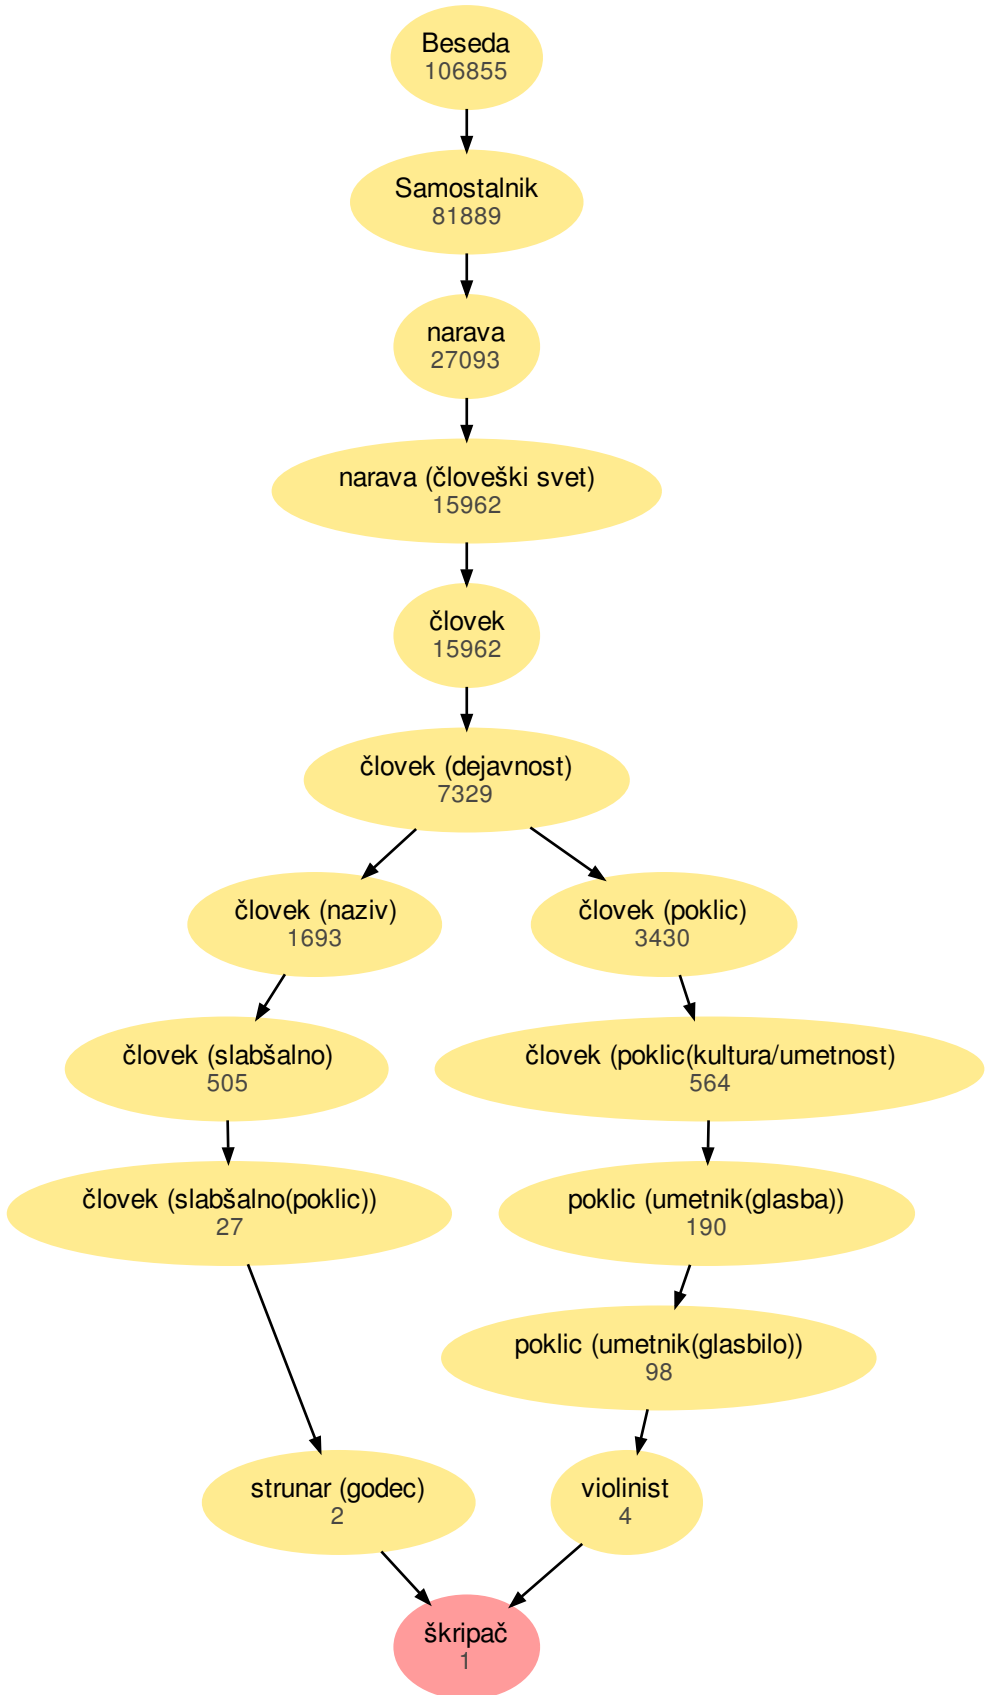 Beseda
106855
Samostalnik
81889
narava
27093
narava (človeški svet)
15962
človek
15962
človek (dejavnost)
7329
človek (naziv)
1693
človek (poklic)
3430
človek (slabšalno)
505
človek (poklic(kultura/umetnost)
564
človek (slabšalno(poklic))
27
poklic (umetnik(glasba))
190
poklic (umetnik(glasbilo))
98
strunar (godec)
2
violinist
4
škripač
1